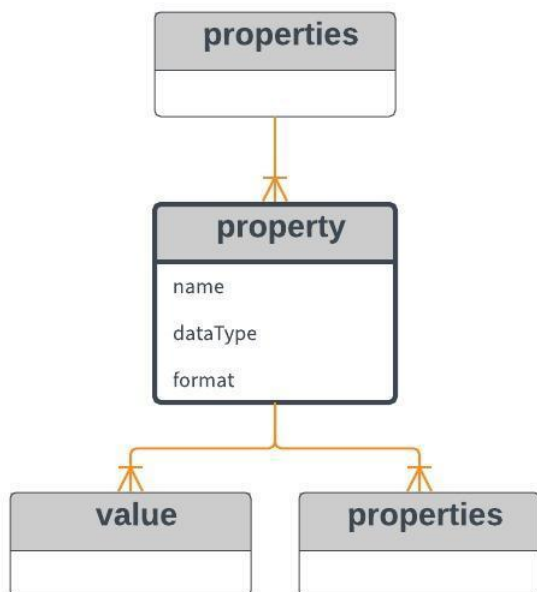 properties
property
name
dataType
format
value
properties